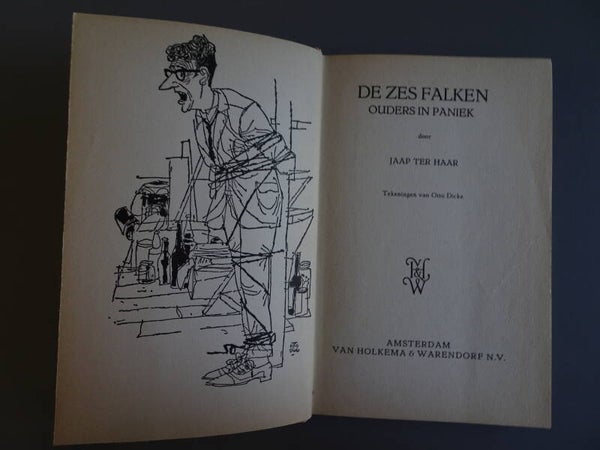 DE ZES FALKEN
OUDERS IN PANIEK
door
JAAP TER HAAR
Tekeningen van Otto Dicke
H&W
AMSTERDAM
VAN HOLKEMA & WARENDORF N.V.